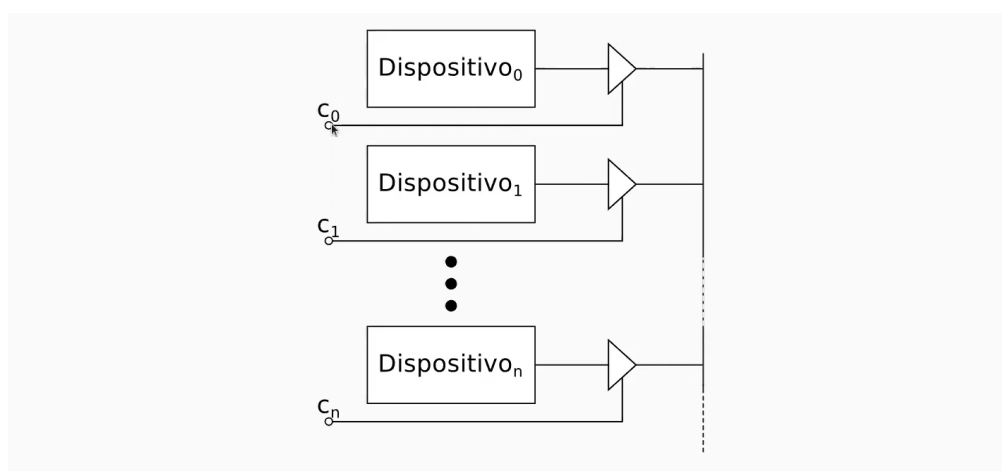 Dispositivo₀
c₀
Dispositivo₁
c₁
Dispositivoₙ
cₙ